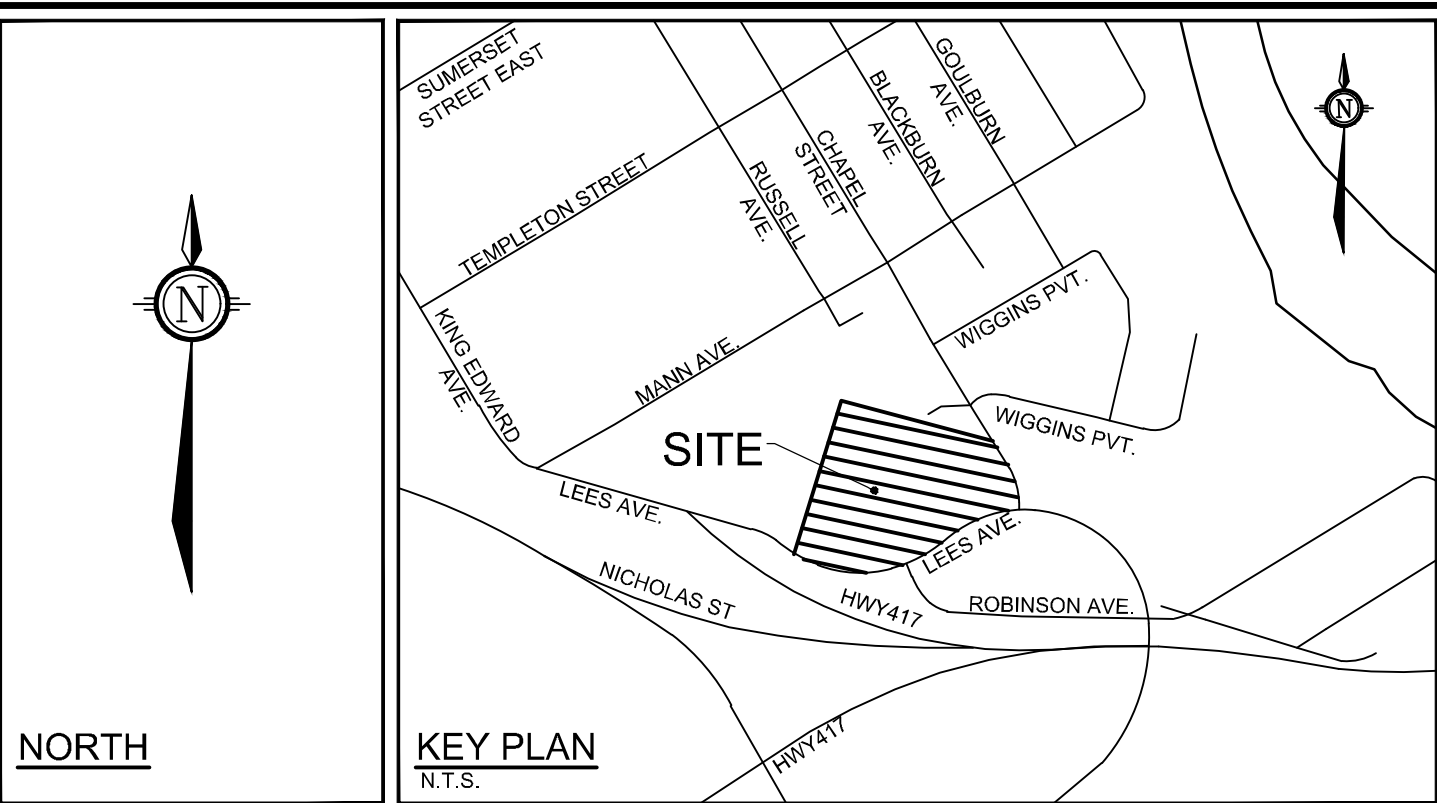 N
NORTH
SUMERSET
STREET EAST
TEMPLETON STREET
KING EDWARD
AVE.
MANN AVE.
RUSSELL
AVE.
CHAPEL
STREET
BLACKBURN
AVE.
GOULBURN
AVE.
N
WIGGINS PVT.
WIGGINS PVT.
SITE
LEES AVE.
LEES AVE.
NICHOLAS ST
HWY417
ROBINSON AVE.
HWY417
KEY PLAN
N.T.S.